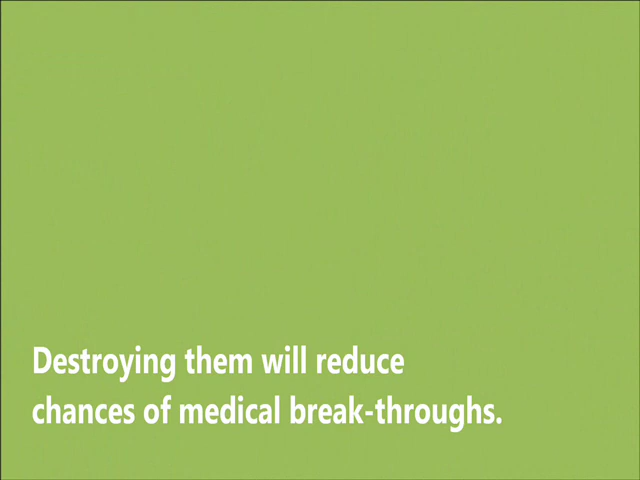 Destroying them will reduce
chances of medical break-throughs.